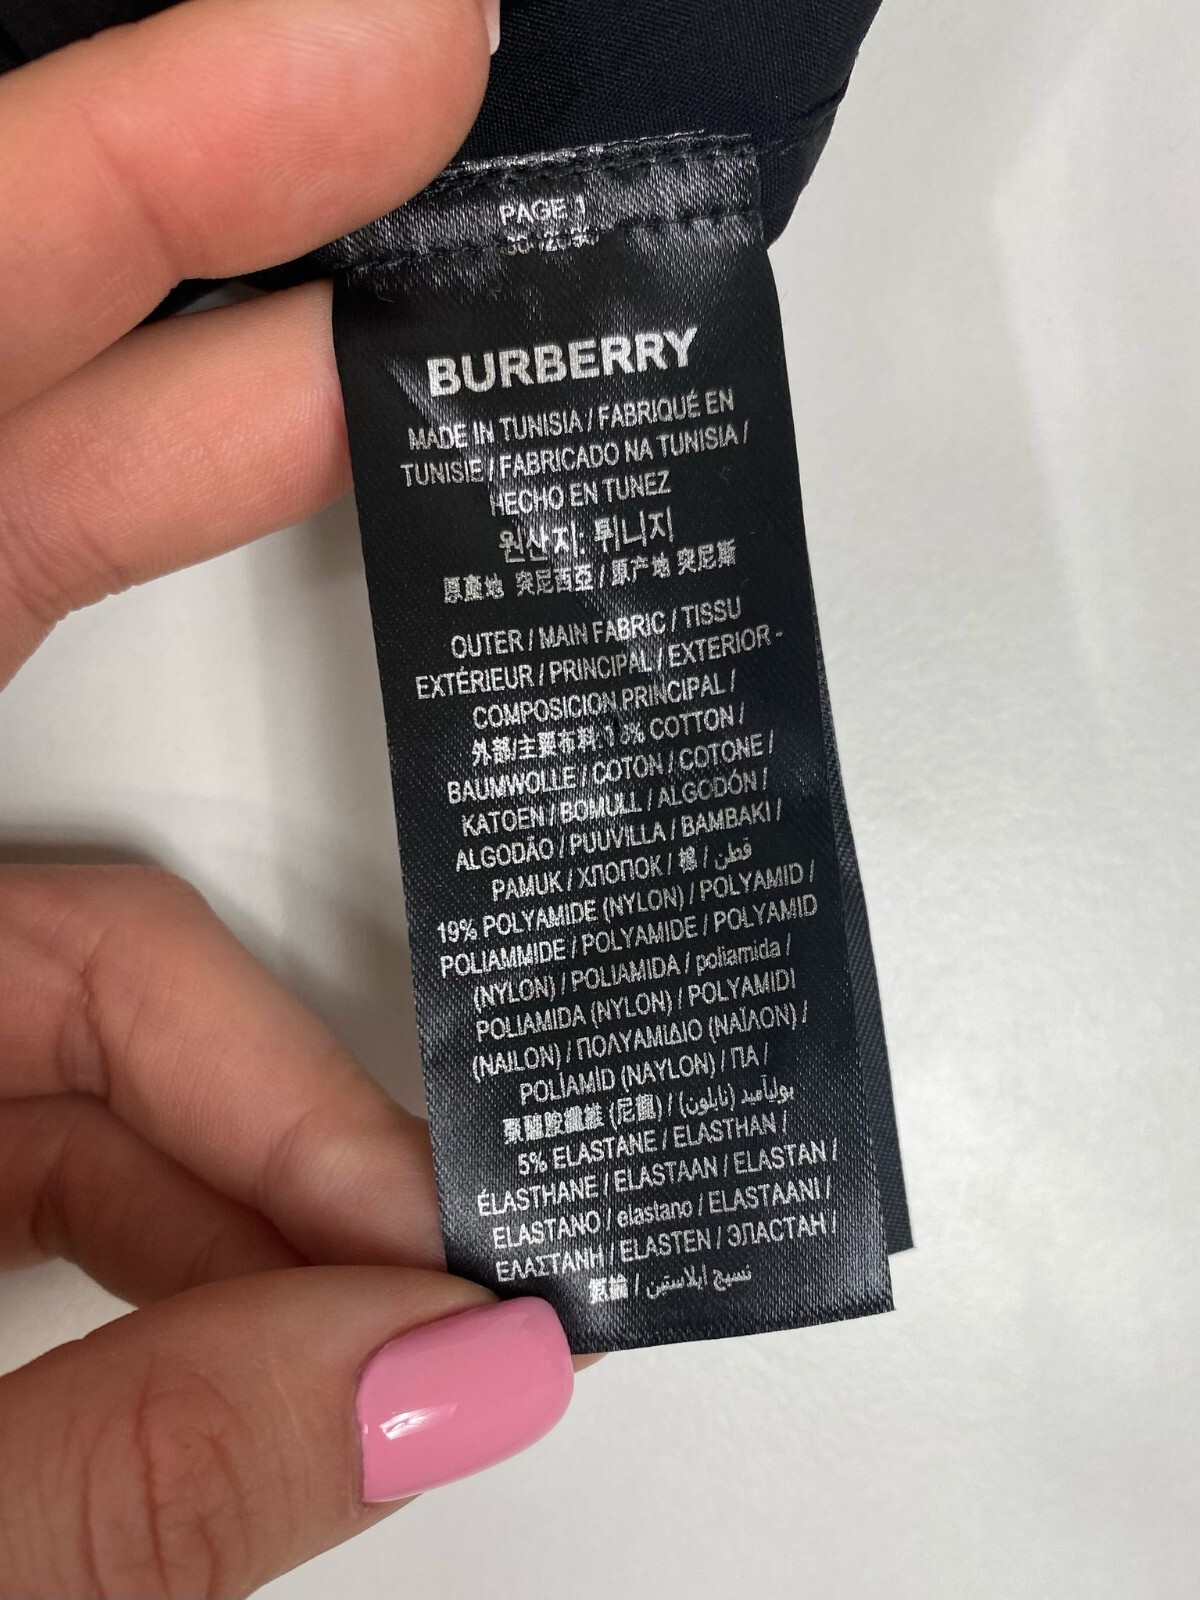 PAGE 1
BURBERRY
MADE IN TUNISIA / FABRIQUÉ EN
TUNISIE / FABRICADO NA TUNISIA /
HECHO EN TUNEZ
원산지: 튀니지
原產地 突尼西亞 / 原产地 突尼斯
OUTER / MAIN FABRIC / TISSU
EXTÉRIEUR / PRINCIPAL / EXTERIOR -
COMPOSICION PRINCIPAL /
外部/主要布料: COTTON /
BAUMWOLLE / COTON / COTONE /
KATOEN / BOMULL / ALGODÓN /
ALGODÃO / PUUVILLA / BAMBAKI /
PAMUK / ХЛОПОК / 棉 / قطن
19% POLYAMIDE (NYLON) / POLYAMID /
POLIAMMIDE / POLYAMIDE / POLYAMID
(NYLON) / POLIAMIDA / poliamida /
POLIAMIDA (NYLON) / POLYAMIDI
(NAILON) / ΠΟΛΥΑΜΙΔΙΟ (ΝΑΪΛΟΝ) /
POLİAMİD (NAYLON) / ПА /
聚醯胺纖維 (尼龍) / بوليأميد (نايلون)
5% ELASTANE / ELASTHAN /
ÉLASTHANE / ELASTAAN / ELASTAN /
ELASTANO / elastano / ELASTAANI /
ΕΛΑΣΤΑΝΗ / ELASTEN / ЭЛАСТАН /
氨綸 / نسيج إيلاستين